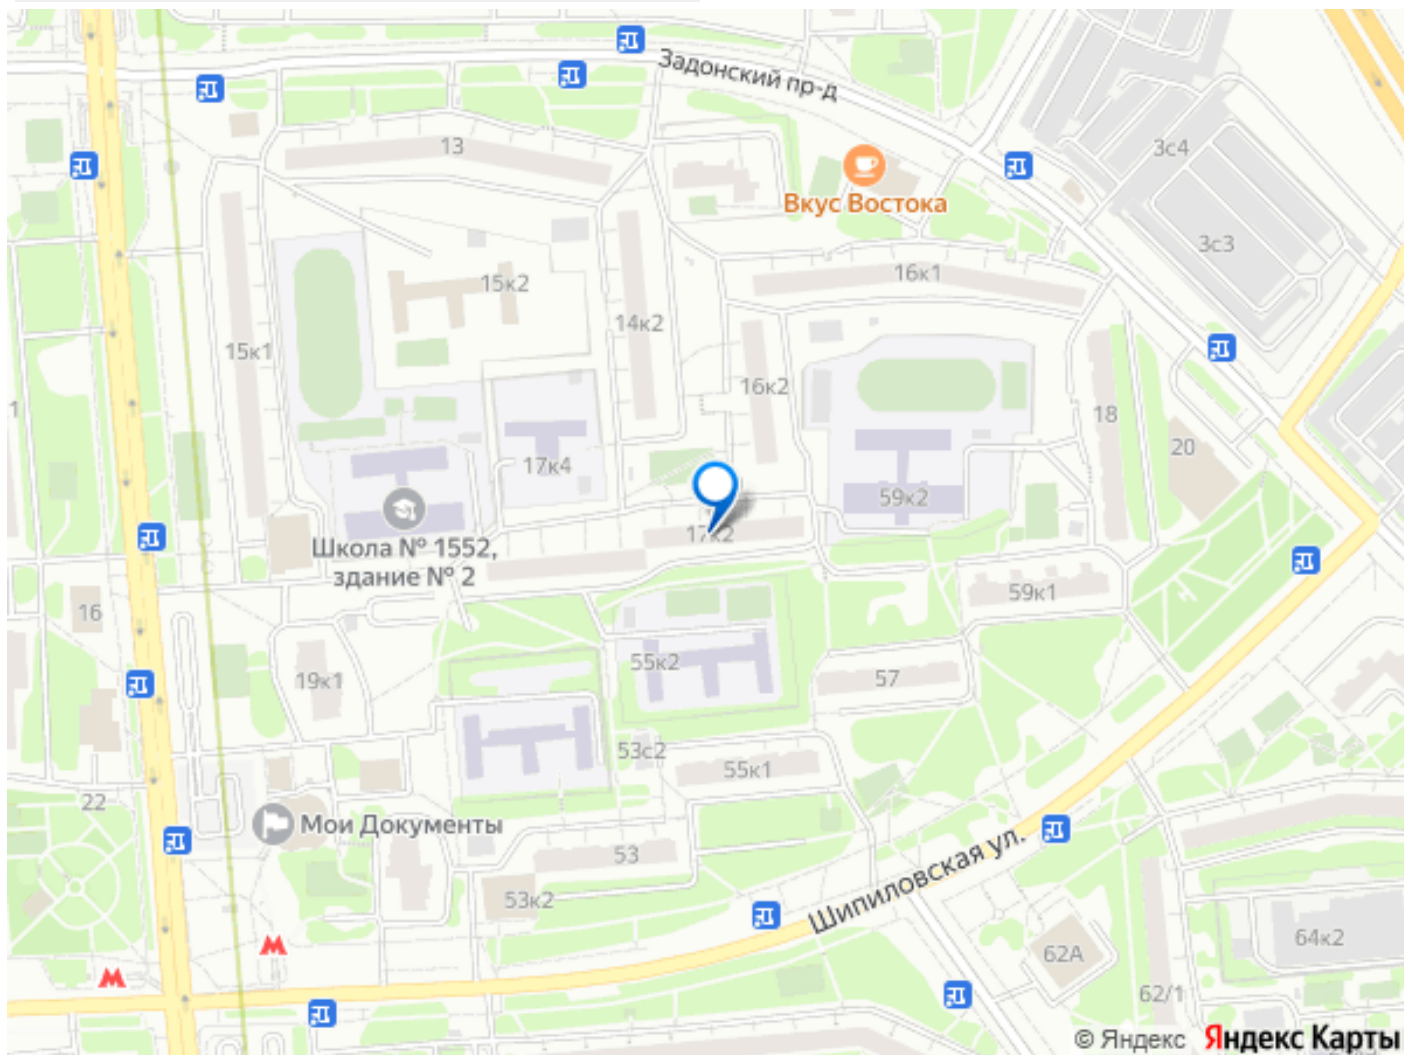 Задонский пр-д
13
3с4
Вкус Востока
3с3
16к1
15к2
14к2
15к1
16к2
1
18
20
17к4
59к2
17к2
Школа № 1552,
здание № 2
59к1
16
55к2
19к1
57
53с2
55к1
22
Мои Документы
53
Шипиловская ул.
53к2
64к2
62А
62/1
© Яндекс Яндекс Карты